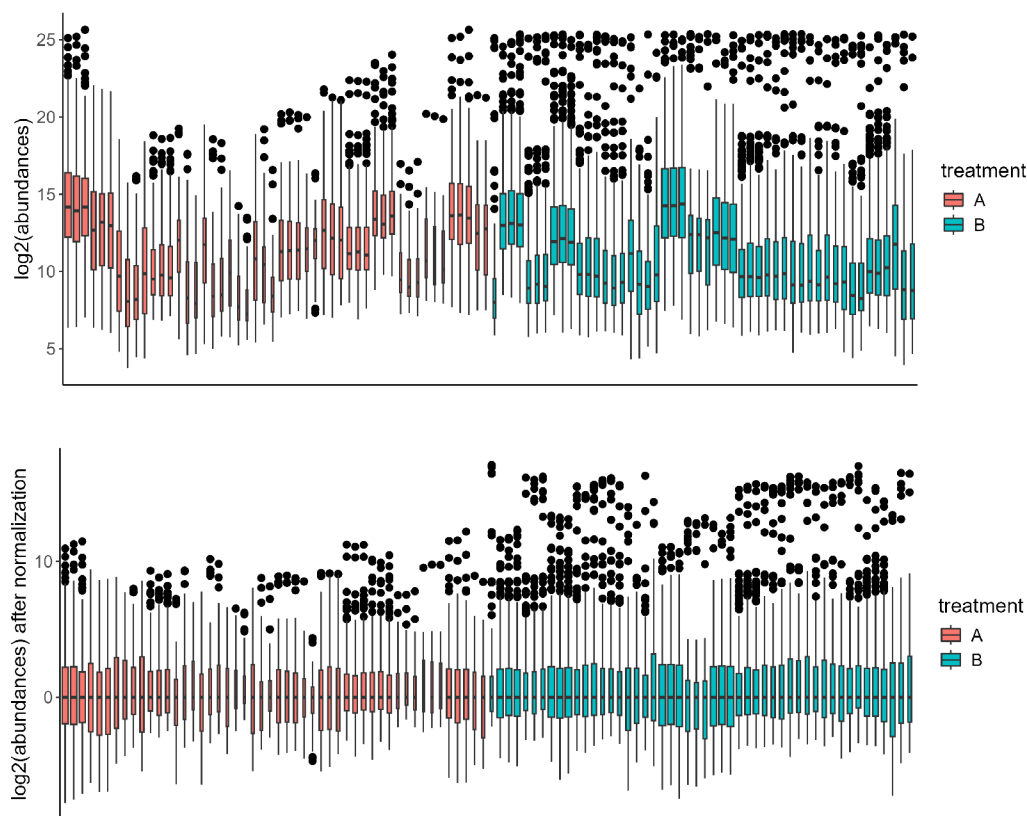 log2(abundances)
25
20
15
10
5
treatment
A
B
log2(abundances) after normalization
10
0
treatment
A
B